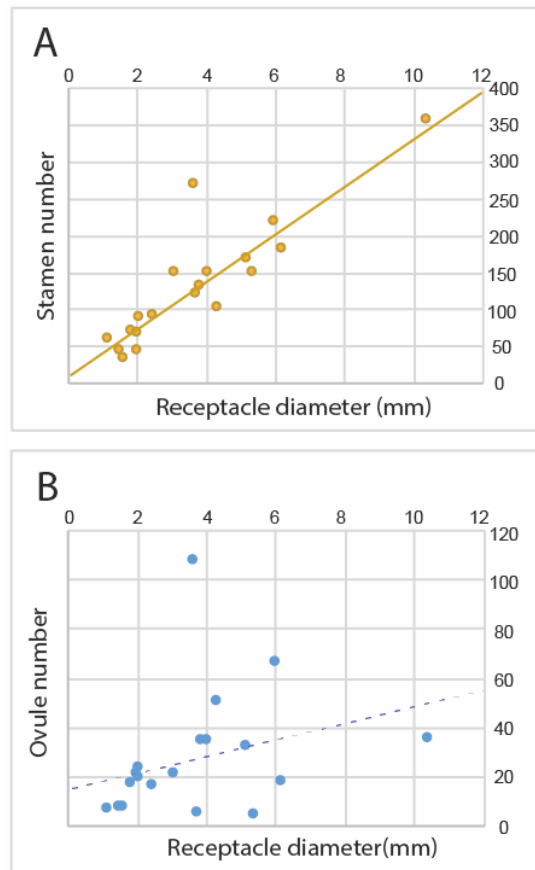 A
0 2 4 6 8 10 12
400
350
300
250
200
150
100
50
0
Stamen number
Receptacle diameter (mm)
B
0 2 4 6 8 10 12
120
100
80
60
40
20
0
Ovule number
Receptacle diameter(mm)